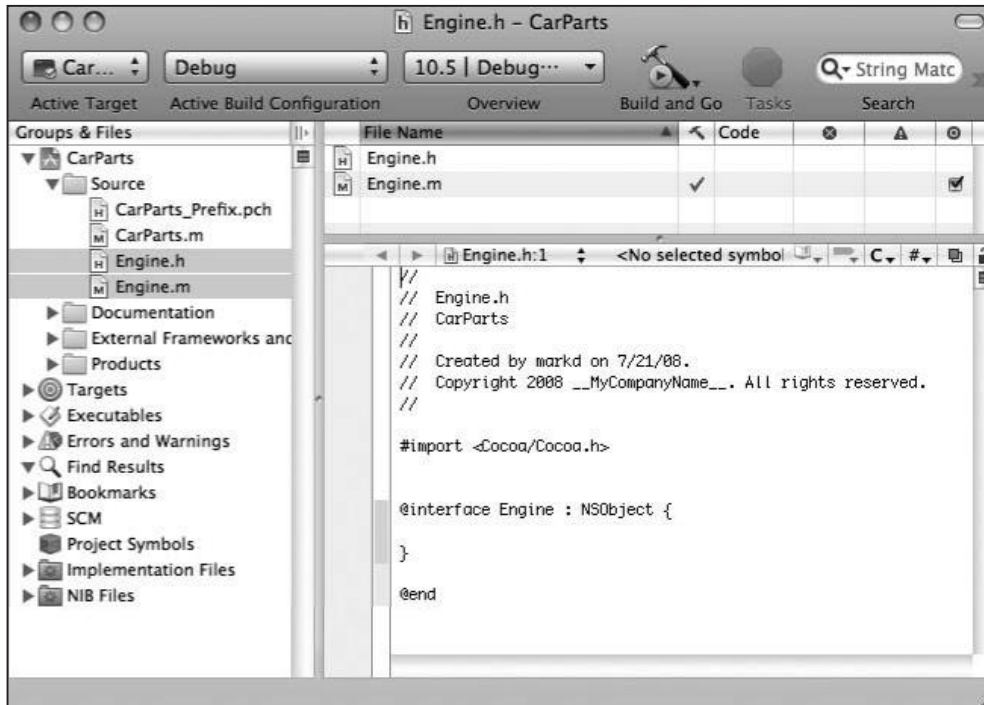 Engine.h – CarParts
Car... Debug 10.5 | Debug··· String Matc
Active Target Active Build Configuration Overview Build and Go Tasks Search
Groups & Files
CarParts
Source
CarParts_Prefix.pch
CarParts.m
Engine.h
Engine.m
Documentation
External Frameworks and
Products
Targets
Executables
Errors and Warnings
Find Results
Bookmarks
SCM
Project Symbols
Implementation Files
NIB Files
File Name Code
Engine.h
Engine.m
Engine.h:1 <No selected symbol C #
//
// Engine.h
// CarParts
//
// Created by markd on 7/21/08.
// Copyright 2008 __MyCompanyName__. All rights reserved.
//
#import <Cocoa/Cocoa.h>
@interface Engine : NSObject {
}
@end